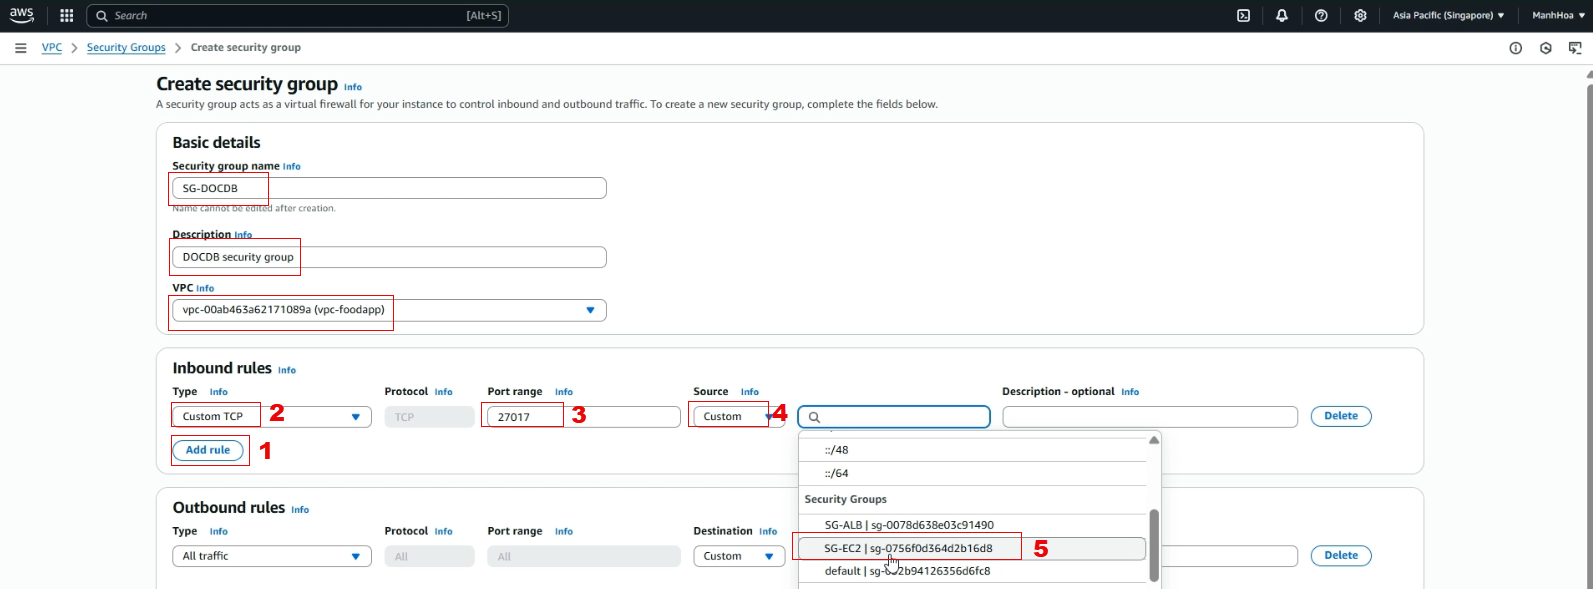 aws Search [Alt+S] Asia Pacific (Singapore) ManhHoa
VPC Security Groups Create security group
Create security group Info
A security group acts as a virtual firewall for your instance to control inbound and outbound traffic. To create a new security group, complete the fields below.
Basic details
Security group name Info
SG-DOCDB
Name cannot be edited after creation.
Description Info
DOCDB security group
VPC Info
vpc-00ab463a62171089a (vpc-foodapp)
Inbound rules Info
Type Info Protocol Info Port range Info Source Info Description - optional Info
Custom TCP 2 TCP 27017 3 Custom 4 Delete
Add rule 1
::/48
::/64
Security Groups
SG-ALB | sg-0078d638e03c91490
SG-EC2 | sg-0756f0d364d2b16d8 5
default
Outbound rules Info
Type Info Protocol Info Port range Info Destination Info
All traffic All All Custom Delete